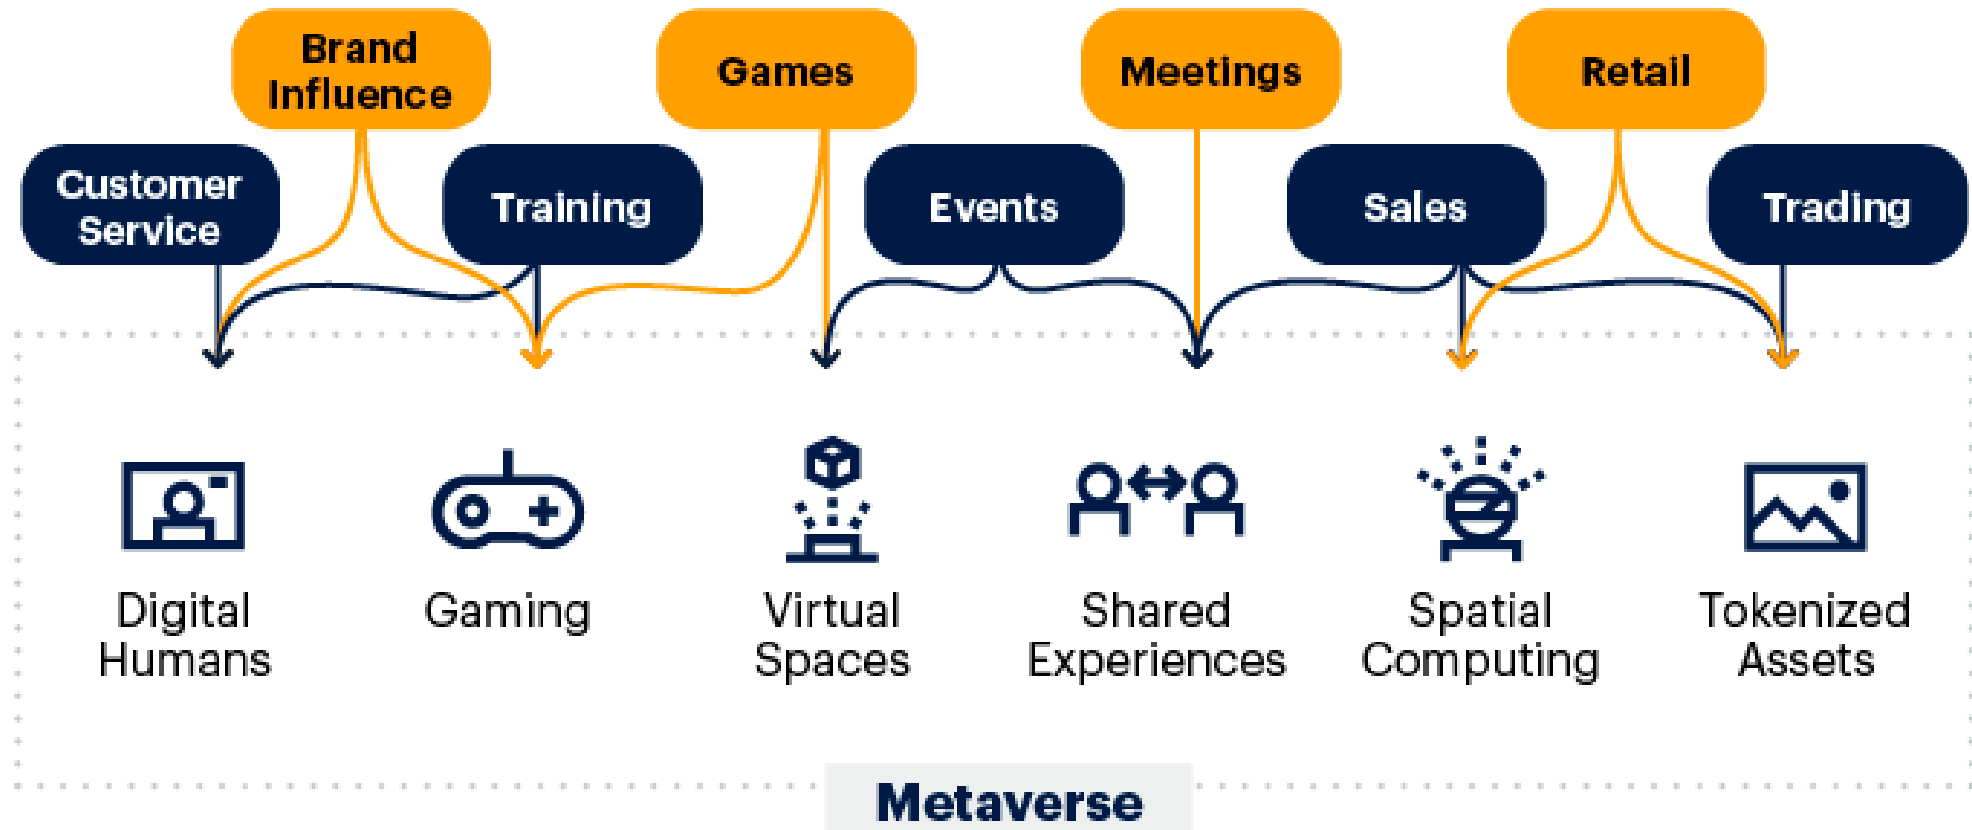 Brand
Influence
Games
Meetings
Retail
Customer
Service
Training
Events
Sales
Trading
Digital
Humans
Gaming
Virtual
Spaces
Shared
Experiences
Spatial
Computing
Tokenized
Assets
Metaverse